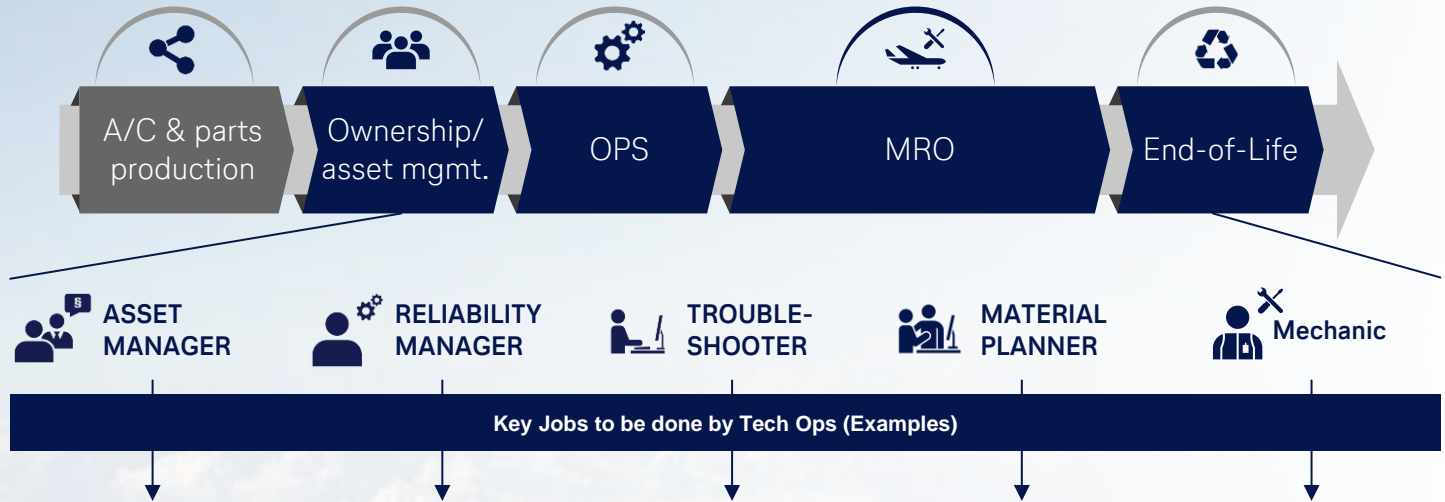 A/C & parts
production
Ownership/
asset mgmt.
OPS
MRO
End-of-Life
§
ASSET
MANAGER
RELIABILITY
MANAGER
TROUBLE-
SHOOTER
MATERIAL
PLANNER
Mechanic
Key Jobs to be done by Tech Ops (Examples)